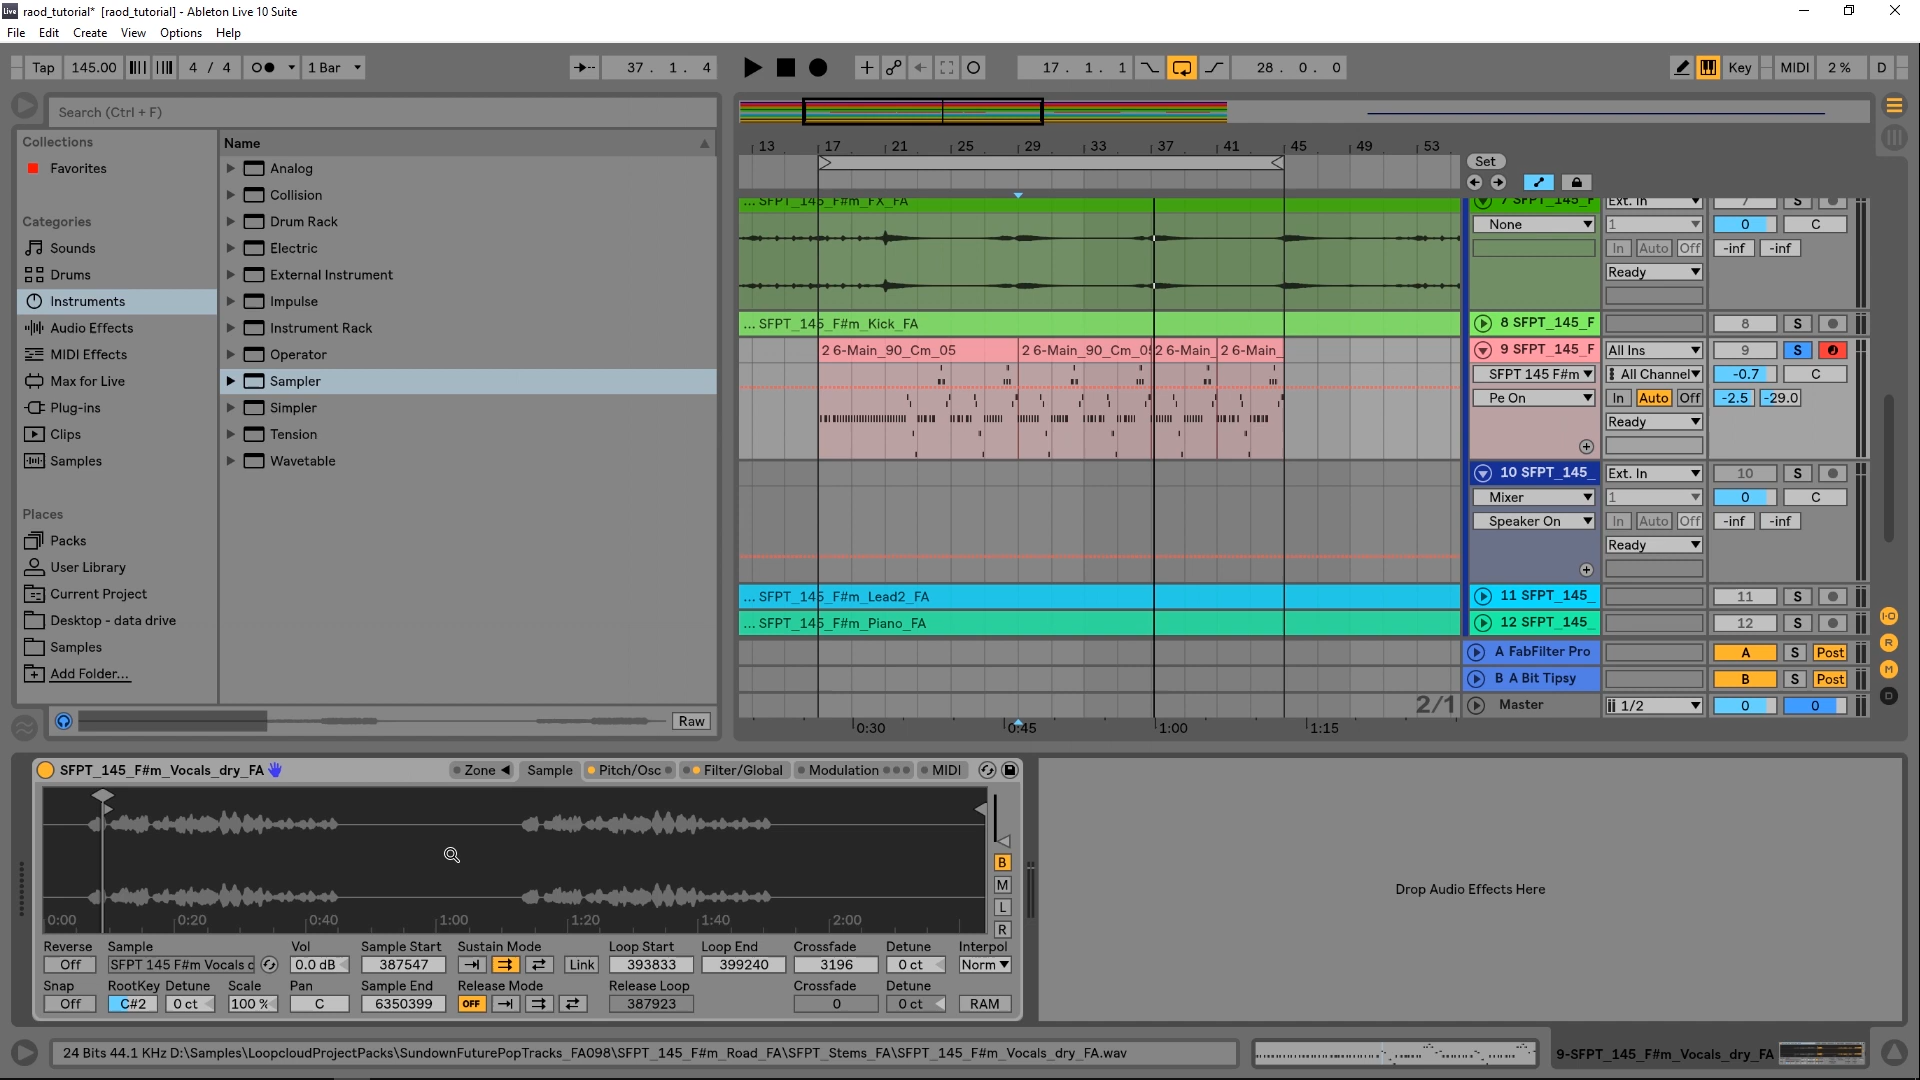 Live raod_tutorial* [raod_tutorial] - Ableton Live 10 Suite
File Edit Create View Options Help
Tap 145.00 4 / 4 1 Bar 37. 1. 4 17. 1. 1 28. 0. 0 Key MIDI 2 % D
Search (Ctrl + F)
Collections
Favorites
Categories
Sounds
Drums
Instruments
Audio Effects
MIDI Effects
Max for Live
Plug-ins
Clips
Samples
Places
Packs
User Library
Current Project
Desktop - data drive
Samples
Add Folder...
Name
Analog
Collision
Drum Rack
Electric
External Instrument
Impulse
Instrument Rack
Operator
Sampler
Simpler
Tension
Wavetable
Raw
13 17 21 25 29 33 37 41 45 49 53
Set
... SFPT_145_F#m_FX_FA 7 SFPT_145_F Ext. In 7 S
None 1 0 C
In Auto Off -inf -inf
Ready
... SFPT_145_F#m_Kick_FA 8 SFPT_145_F 8 S
2 6-Main_90_Cm_05 2 6-Main_90_Cm_05 2 6-Main_ 2 6-Main_ 9 SFPT_145_F All Ins 9 S
SFPT 145 F#m All Channel -0.7 C
Pe On In Auto Off -2.5 -29.0
Ready
10 SFPT_145_ Ext. In 10 S
Mixer 1 0 C
Speaker On In Auto Off -inf -inf
Ready
... SFPT_145_F#m_Lead2_FA 11 SFPT_145_ 11 S
... SFPT_145_F#m_Piano_FA 12 SFPT_145_ 12 S
A FabFilter Pro A S Post
B A Bit Tipsy B S Post
2/1 Master 1/2 0 0
0:30 0:45 1:00 1:15
I·O
R
M
D
SFPT_145_F#m_Vocals_dry_FA Zone Sample Pitch/Osc Filter/Global Modulation MIDI
B
M
L
R
0:00 0:20 0:40 1:00 1:20 1:40 2:00
Reverse Sample Vol Sample Start Sustain Mode Loop Start Loop End Crossfade Detune Interpol
Off SFPT 145 F#m Vocals c 0.0 dB 387547 Link 393833 399240 3196 0 ct Norm
Snap RootKey Detune Scale Pan Sample End Release Mode Release Loop Crossfade Detune
Off C#2 0 ct 100 % C 6350399 OFF 387923 0 0 ct RAM
Drop Audio Effects Here
24 Bits 44.1 KHz D:\Samples\LoopcloudProjectPacks\SundownFuturePopTracks_FA098\SFPT_145_F#m_Road_FA\SFPT_Stems_FA\SFPT_145_F#m_Vocals_dry_FA.wav
9-SFPT_145_F#m_Vocals_dry_FA